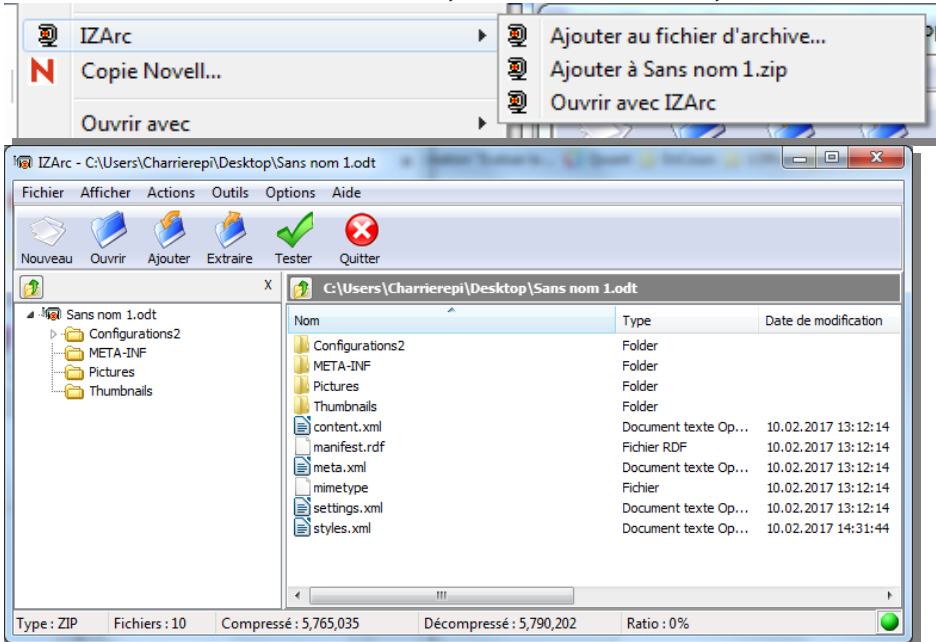 IZArc
Copie Novell...
Ouvrir avec
Ajouter au fichier d'archive...
Ajouter à Sans nom 1.zip
Ouvrir avec IZArc
IZArc - C:\Users\Charrierepi\Desktop\Sans nom 1.odt
Fichier Afficher Actions Outils Options Aide
Nouveau Ouvrir Ajouter Extraire Tester Quitter
X
C:\Users\Charrierepi\Desktop\Sans nom 1.odt
Sans nom 1.odt
Configurations2
META-INF
Pictures
Thumbnails
Nom Type Date de modification
Configurations2 Folder
META-INF Folder
Pictures Folder
Thumbnails Folder
content.xml Document texte Op... 10.02.2017 13:12:14
manifest.rdf Fichier RDF 10.02.2017 13:12:14
meta.xml Document texte Op... 10.02.2017 13:12:14
mimetype Fichier 10.02.2017 13:12:14
settings.xml Document texte Op... 10.02.2017 13:12:14
styles.xml Document texte Op... 10.02.2017 14:31:44
Type : ZIP Fichiers : 10 Compressé : 5,765,035 Décompressé : 5,790,202 Ratio : 0%